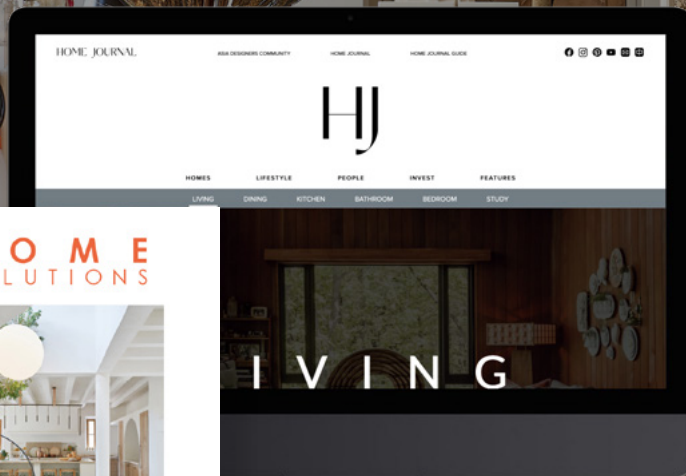 HOME JOURNAL
ASIA DESIGNERS COMMUNITY HOME JOURNAL HOME JOURNAL GUIDE
HJ
HOMES LIFESTYLE PEOPLE INVEST FEATURES
LIVING DINING KITCHEN BATHROOM BEDROOM STUDY
IVING
OME
LUTIONS